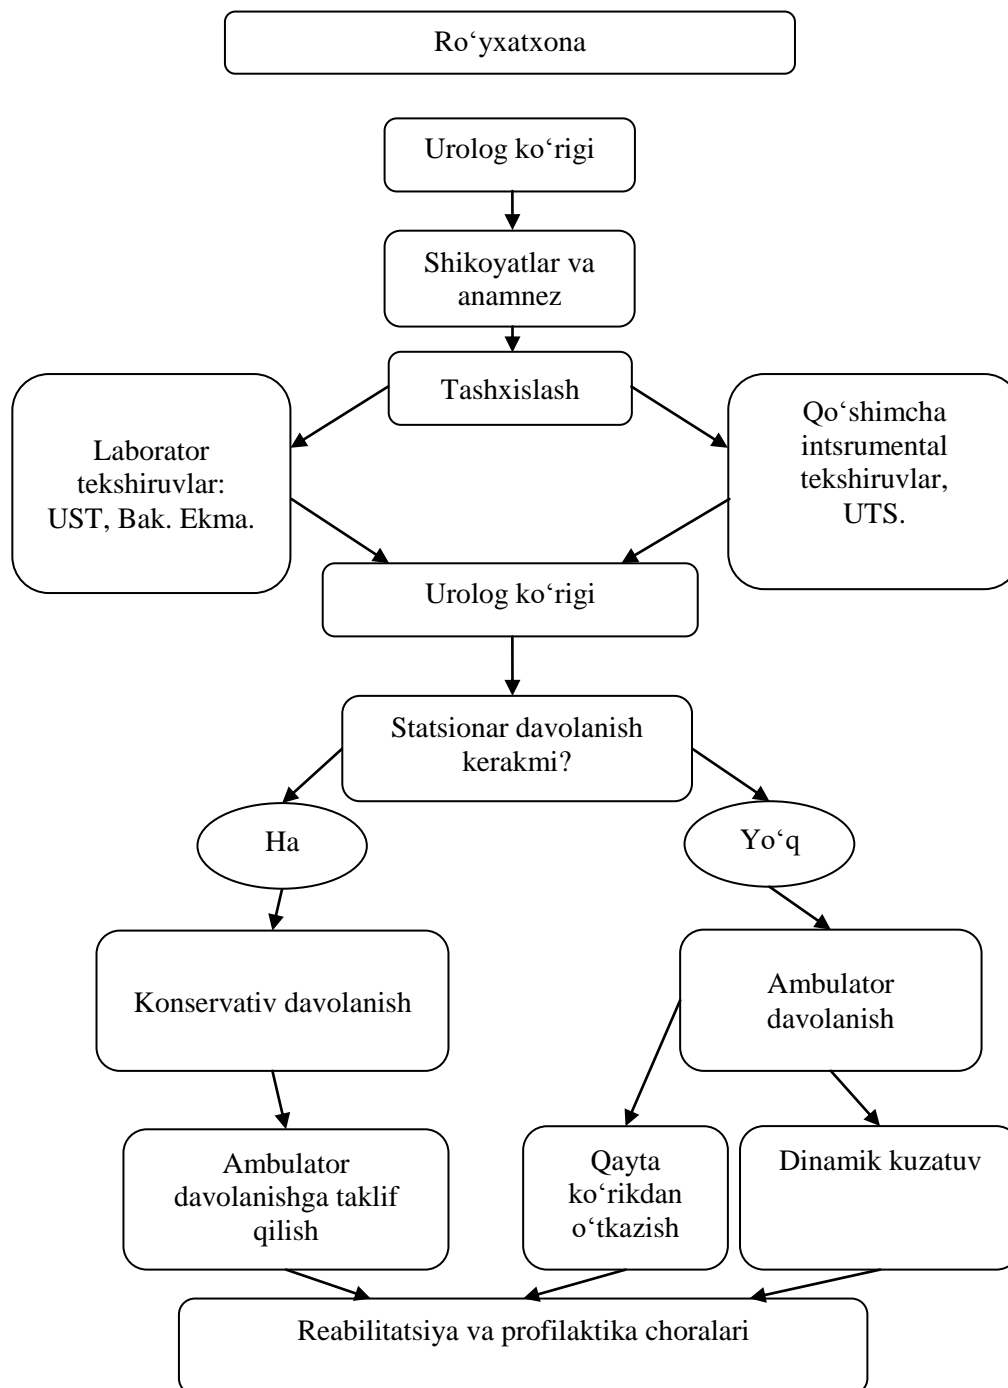 Ro‘yxatxona
Urolog ko‘rigi
Shikoyatlar va
anamnez
Tashxislash
Laborator
tekshiruvlar:
UST, Bak. Ekma.
Qo‘shimcha
intsrumental
tekshiruvlar,
UTS.
Urolog ko‘rigi
Statsionar davolanish
kerakmi?
Ha
Yo‘q
Konservativ davolanish
Ambulator
davolanish
Ambulator
davolanishga taklif
qilish
Qayta
ko‘rikdan
o‘tkazish
Dinamik kuzatuv
Reabilitatsiya va profilaktika choralari